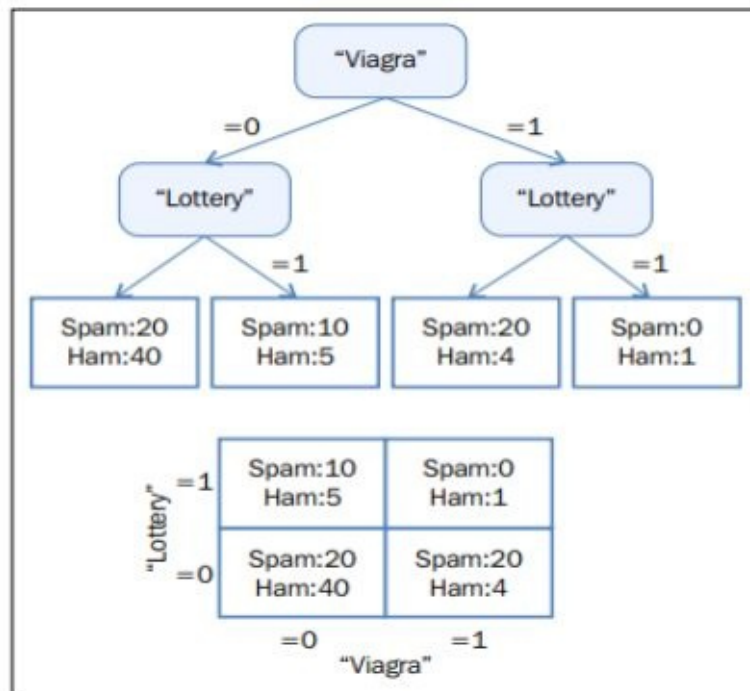 “Viagra”
=0
=1
“Lottery”
“Lottery”
=1
=1
Spam:20
Ham:40
Spam:10
Ham:5
Spam:20
Ham:4
Spam:0
Ham:1
“Lottery”
=1
Spam:10
Ham:5
Spam:0
Ham:1
=0
Spam:20
Ham:40
Spam:20
Ham:4
=0
=1
“Viagra”